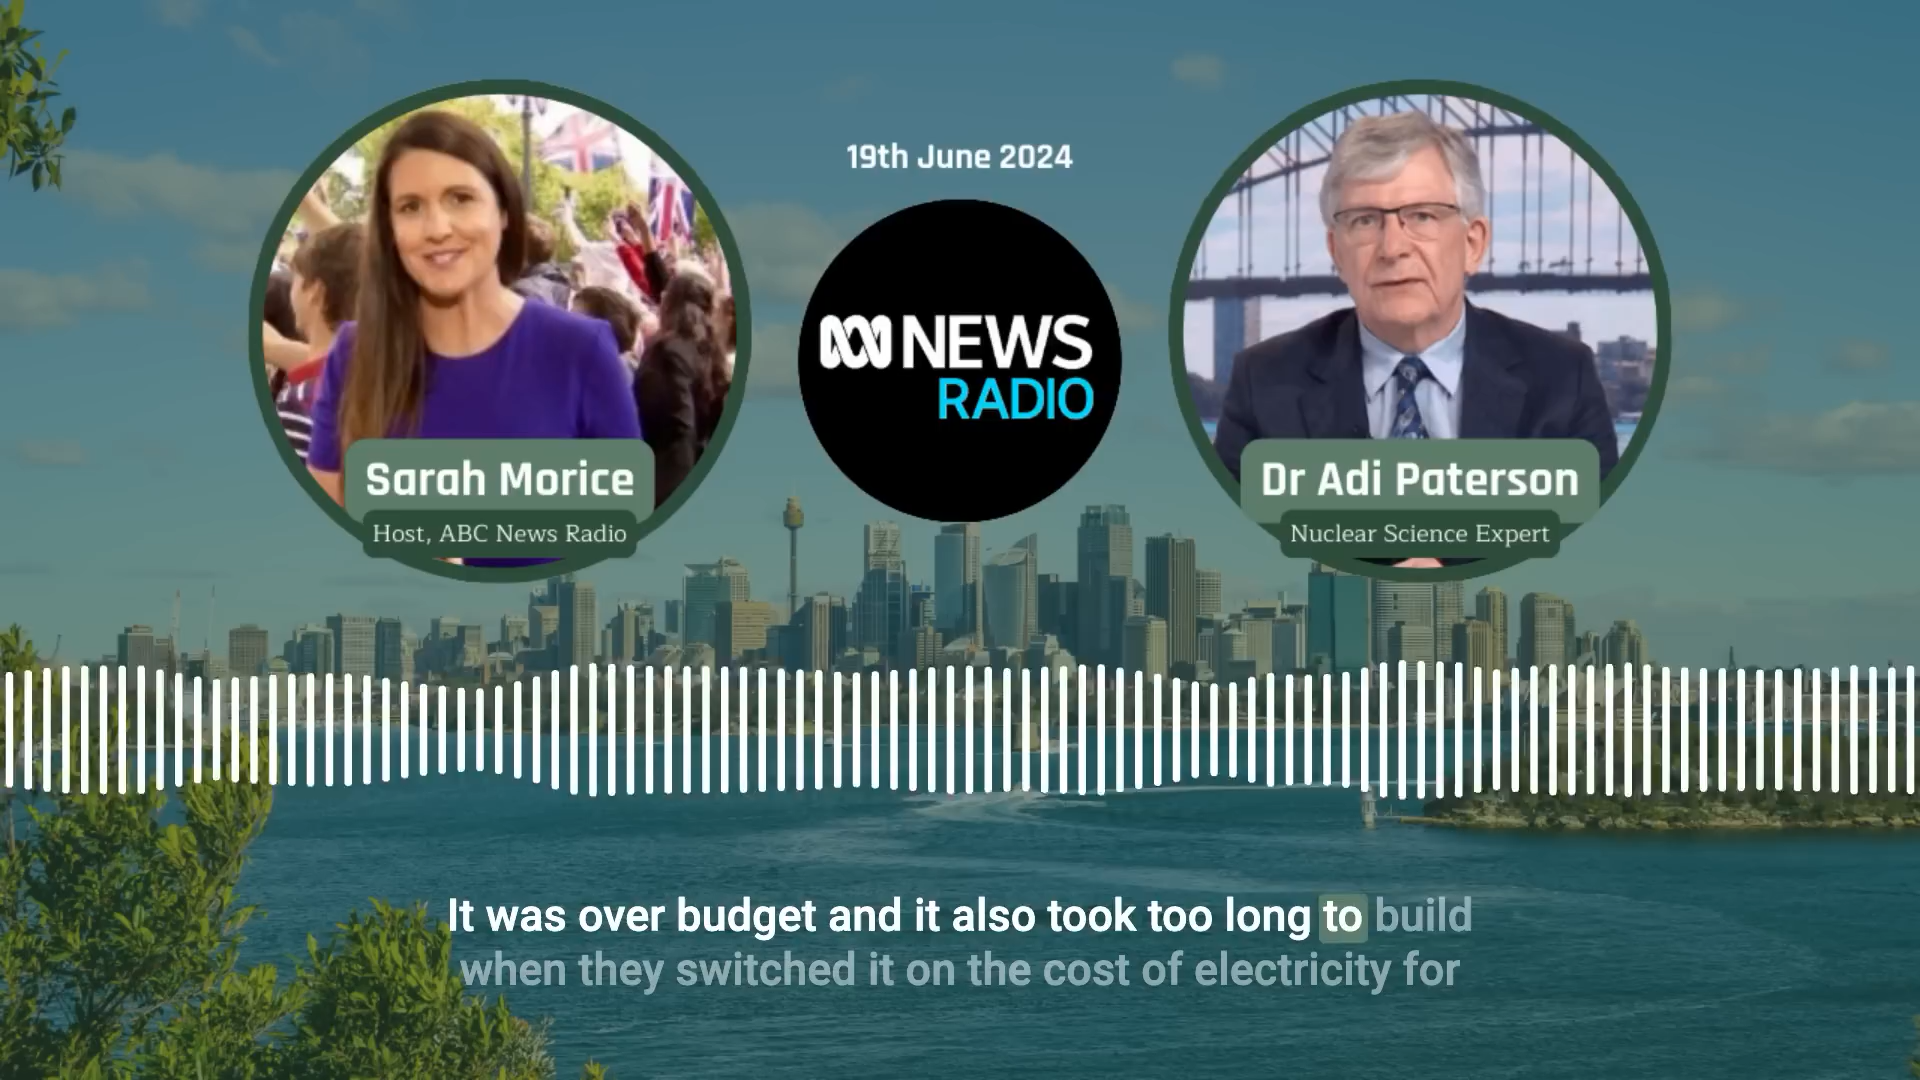 19th June 2024
NEWS
RADIO
Sarah Morice
Host, ABC News Radio
Dr Adi Paterson
Nuclear Science Expert
It was over budget and it also took too long to build
when they switched it on the cost of electricity for